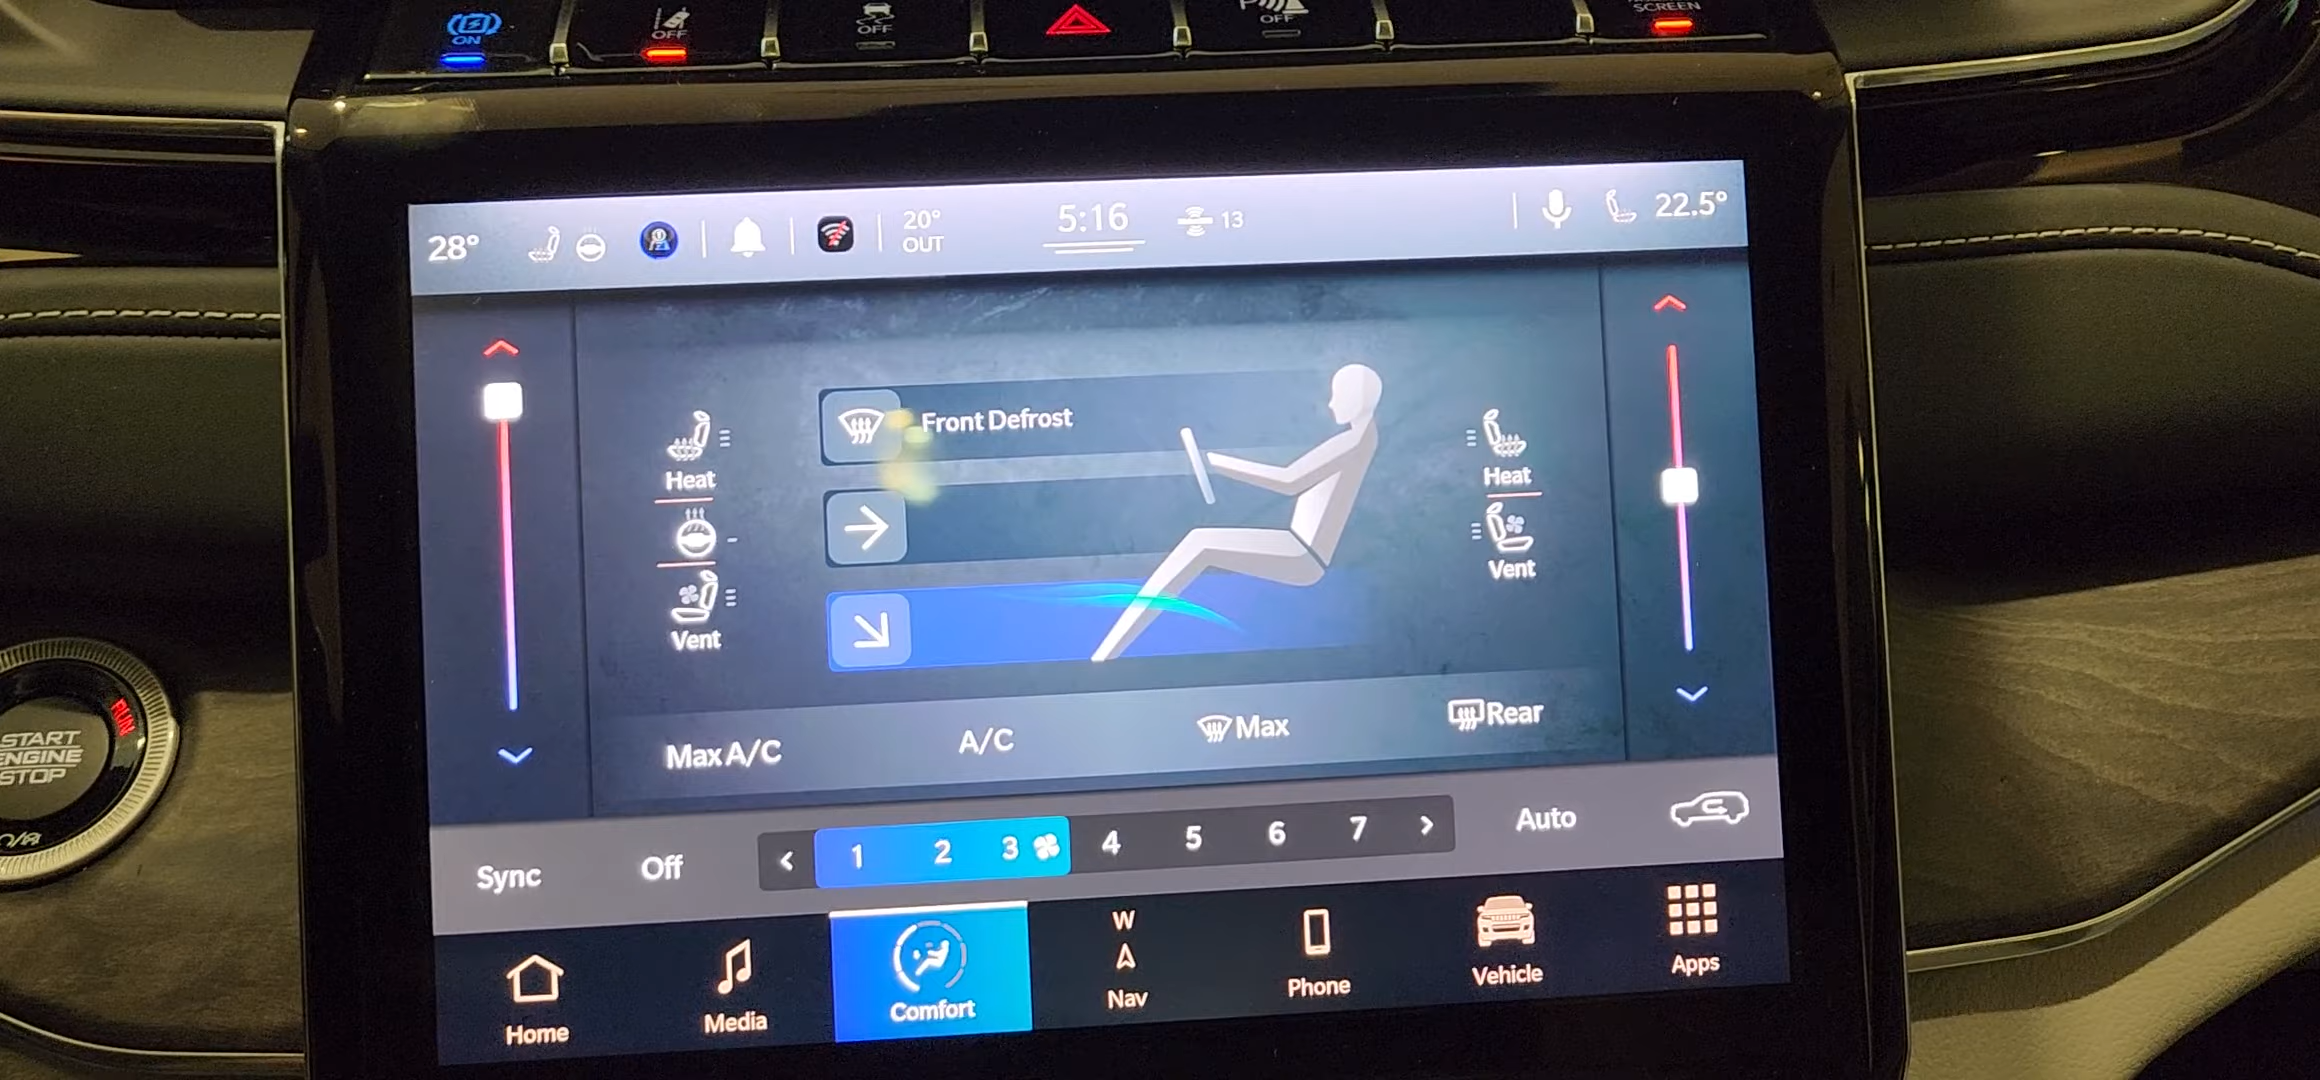 ON
OFF
OFF
OFF
SCREEN
28°
20°
OUT
5:16
13
22.5°
Front Defrost
Heat
Heat
Vent
Vent
Max A/C
A/C
Max
Rear
START
ENGINE
STOP
RUN
Sync
Off
< 1 2 3 4 5 6 7 >
Auto
Home
Media
Comfort
W
Nav
Phone
Vehicle
Apps